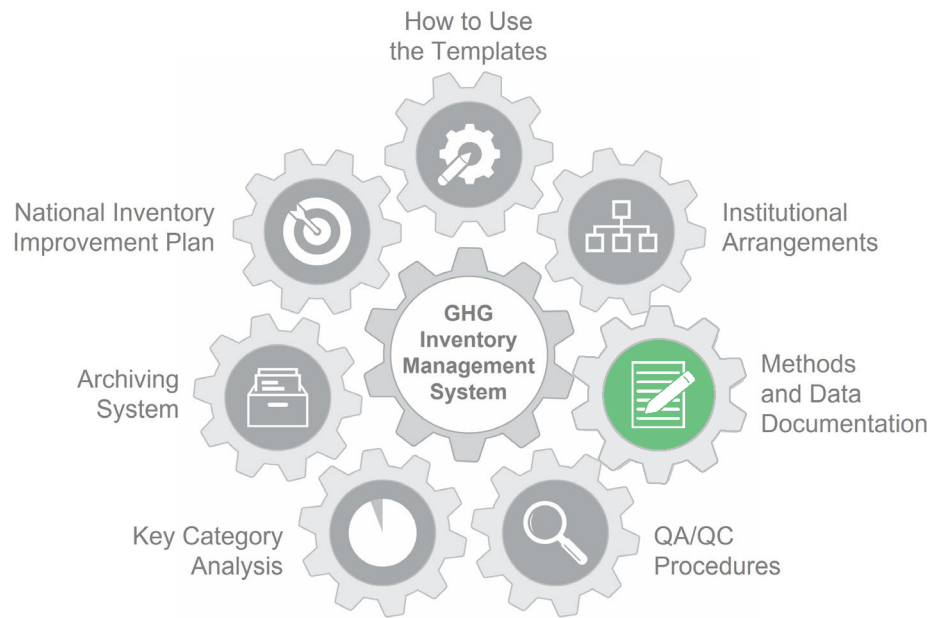 How to Use
the Templates
National Inventory
Improvement Plan
Institutional
Arrangements
GHG
Inventory
Management
System
Archiving
System
Methods
and Data
Documentation
Key Category
Analysis
QA/QC
Procedures